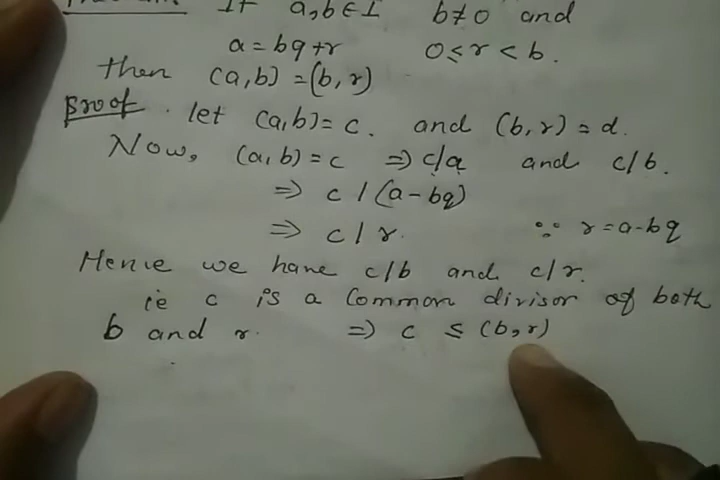 If a,b∈I b≠0 and
a=bq+r 0≤r<b.
then (a,b)=(b,r)
Proof. let (a,b)=c. and (b,r)=d.
Now, (a,b)=c ⇒ c/a and c/b.
⇒ c/(a-bq)
⇒ c/r. ∵ r=a-bq
Hence we have c/b and c/r.
ie c is a Common divisor of both
b and r. ⇒ c ≤ (b,r)